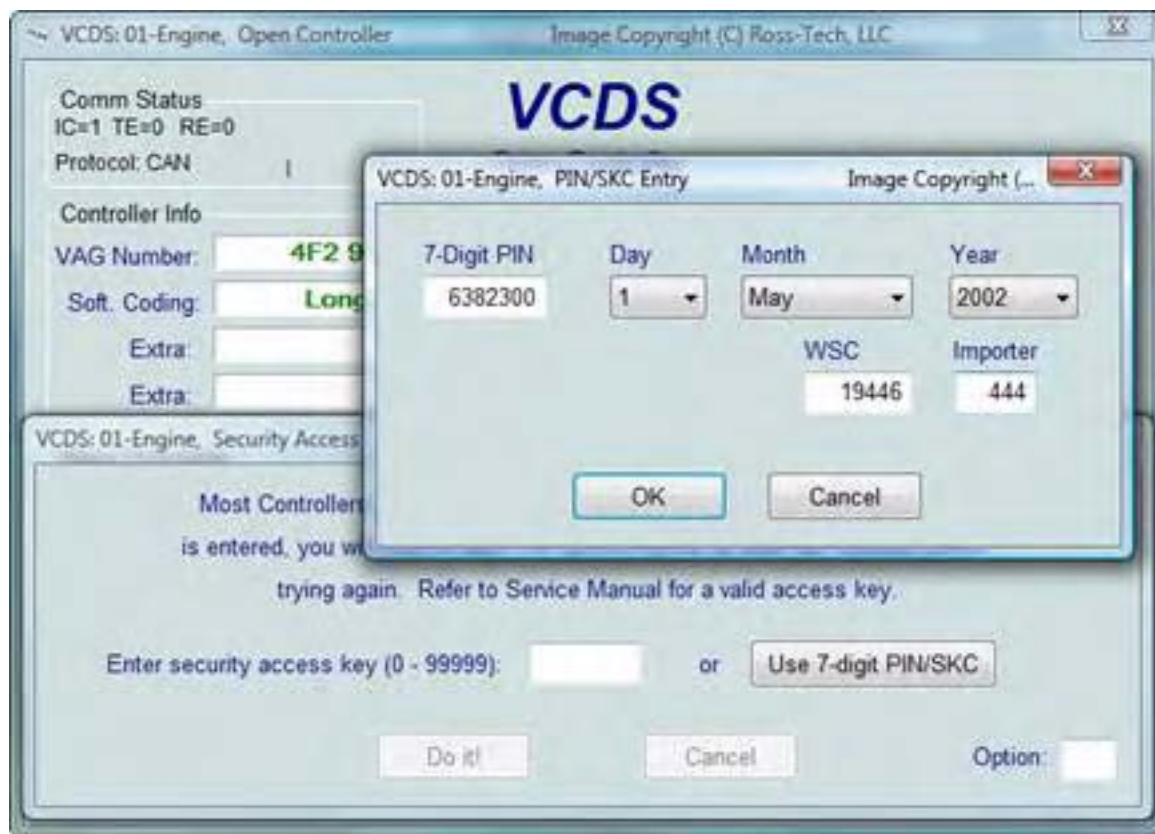 VCDS: 01-Engine, Open Controller Image Copyright (C) Ross-Tech, LLC
Comm Status
IC=1 TE=0 RE=0
Protocol: CAN
VCDS
Controller Info
VAG Number: 4F2 9
Soft. Coding: Long
Extra:
Extra:
VCDS: 01-Engine, PIN/SKC Entry Image Copyright (...
7-Digit PIN Day Month Year
6382300 1 May 2002
WSC Importer
19446 444
OK Cancel
VCDS: 01-Engine, Security Access
Most Controllers
is entered, you w
trying again. Refer to Service Manual for a valid access key.
Enter security access key (0 - 99999): or Use 7-digit PIN/SKC
Do it! Cancel Option: